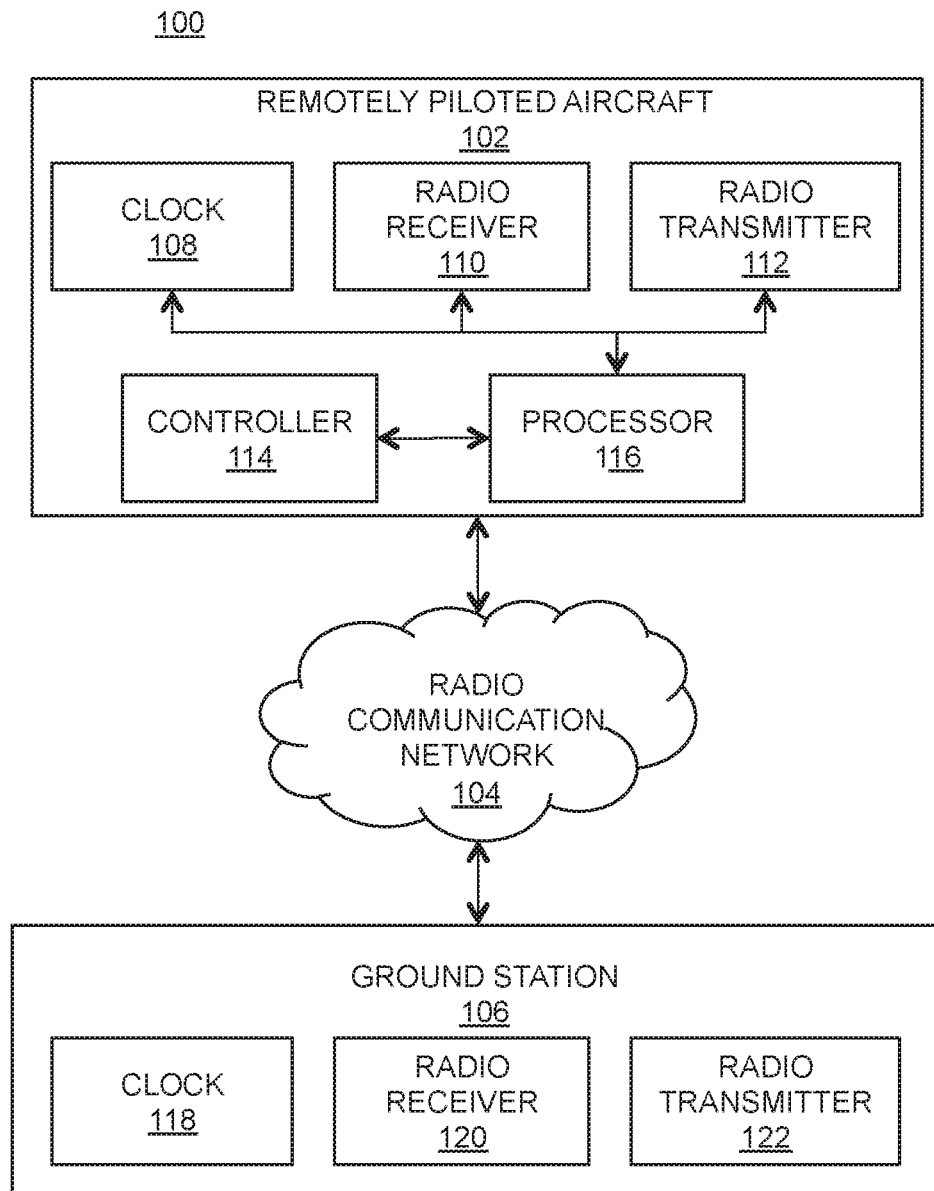 100
REMOTELY PILOTED AIRCRAFT
102
CLOCK
108
RADIO
RECEIVER
110
RADIO
TRANSMITTER
112
CONTROLLER
114
PROCESSOR
116
RADIO
COMMUNICATION
NETWORK
104
GROUND STATION
106
CLOCK
118
RADIO
RECEIVER
120
RADIO
TRANSMITTER
122